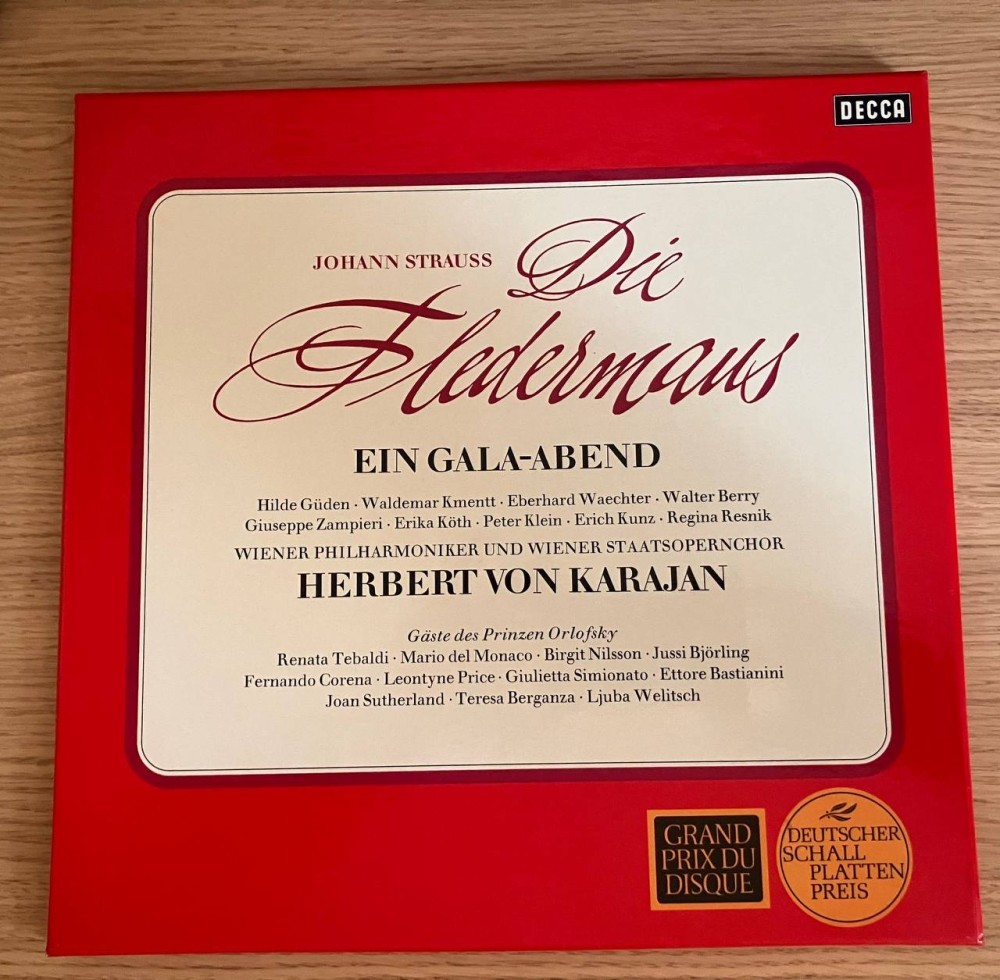 DECCA
JOHANN STRAUSS Die
Fledermaus
EIN GALA-ABEND
Hilde Güden · Waldemar Kmentt · Eberhard Waechter · Walter Berry
Giuseppe Zampieri · Erika Köth · Peter Klein · Erich Kunz · Regina Resnik
WIENER PHILHARMONIKER UND WIENER STAATSOPERNCHOR
HERBERT VON KARAJAN
Gäste des Prinzen Orlofsky
Renata Tebaldi · Mario del Monaco · Birgit Nilsson · Jussi Björling
Fernando Corena · Leontyne Price · Giulietta Simionato · Ettore Bastianini
Joan Sutherland · Teresa Berganza · Ljuba Welitsch
GRAND
PRIX DU
DISQUE
DEUTSCHER
SCHALL
PLATTEN
PREIS